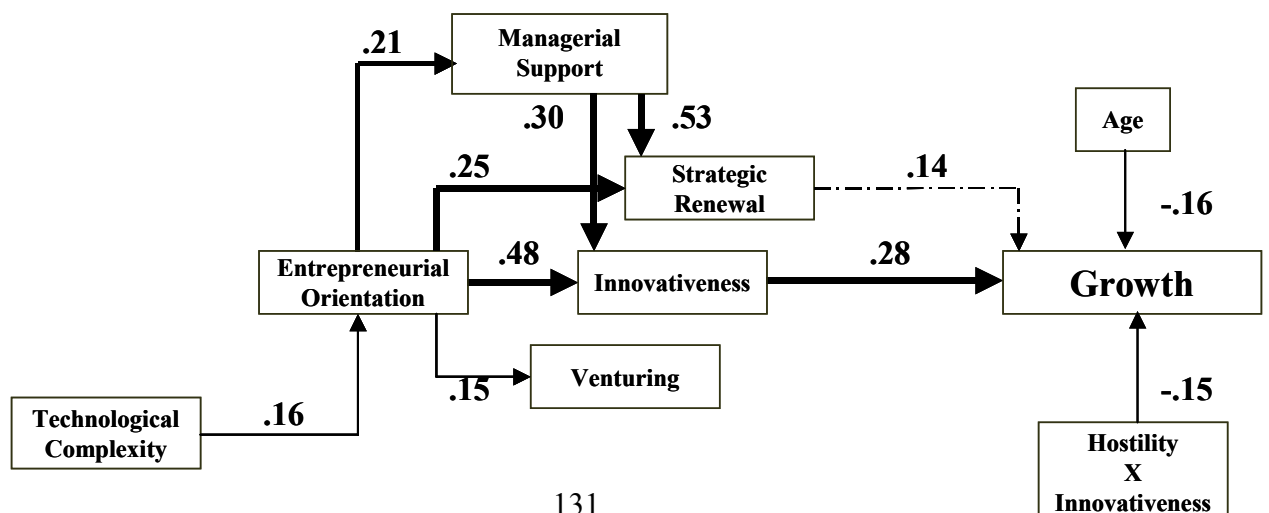 Managerial
Support
.21
.30
.53
Age
Strategic
Renewal
.25
.14
-.16
Entrepreneurial
Orientation
.48
Innovativeness
.28
Growth
.15
Venturing
Technological
Complexity
.16
-.15
Hostility
X
Innovativeness
131